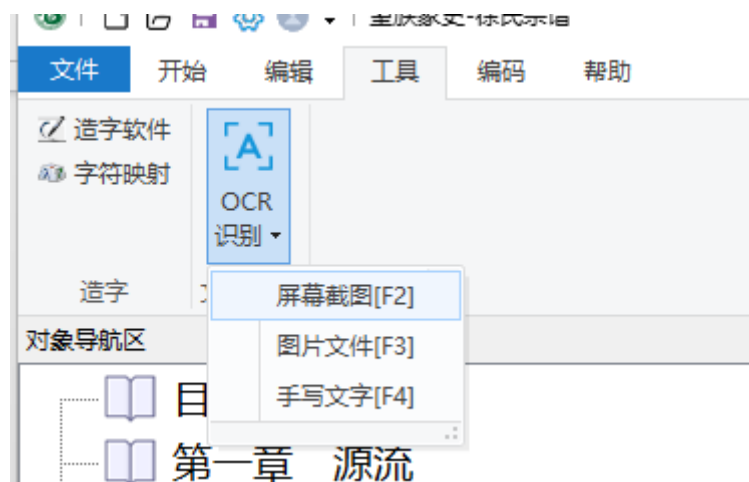 文件 开始 编辑 工具 编码 帮助
造字软件
字符映射
OCR
识别
造字
屏幕截图[F2]
图片文件[F3]
手写文字[F4]
对象导航区
目
第一章 源流